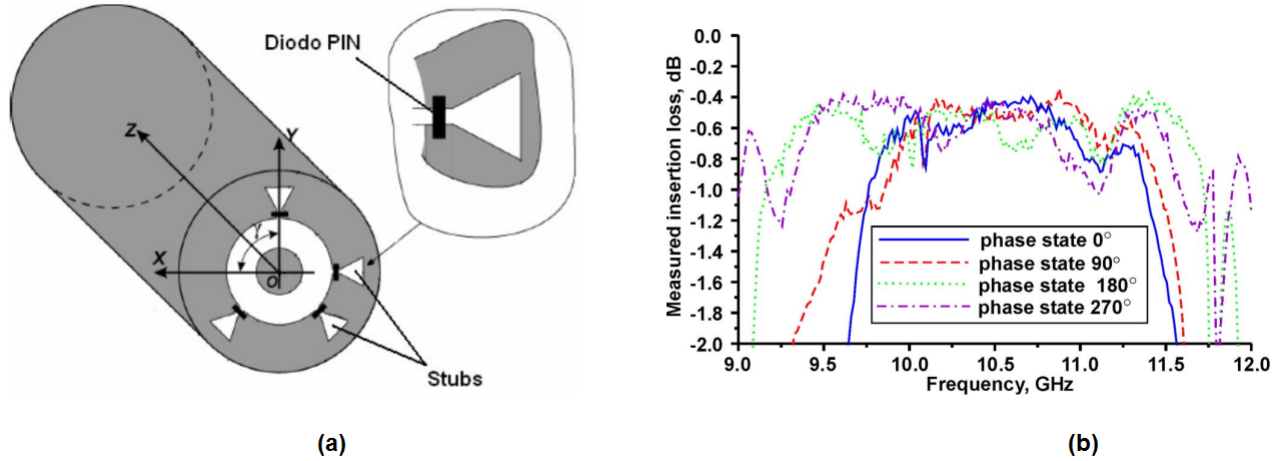 Diodo PIN
Z
Y
γ
X
O
Stubs
(a)
Measured insertion loss, dB
0.0
-0.2
-0.4
-0.6
-0.8
-1.0
-1.2
-1.4
-1.6
-1.8
-2.0
phase state 0°
phase state 90°
phase state 180°
phase state 270°
9.0 9.5 10.0 10.5 11.0 11.5 12.0
Frequency, GHz
(b)